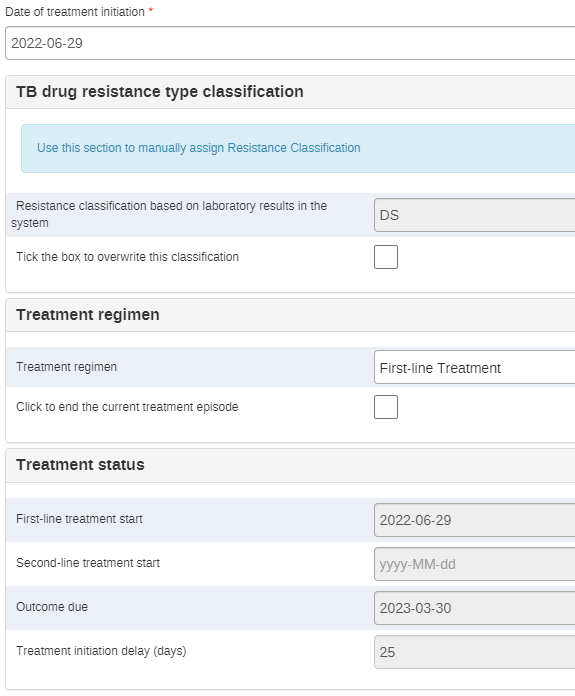 Date of treatment initiation *
2022-06-29
TB drug resistance type classification
Use this section to manually assign Resistance Classification
Resistance classification based on laboratory results in the
system
DS
Tick the box to overwrite this classification
Treatment regimen
Treatment regimen
First-line Treatment
Click to end the current treatment episode
Treatment status
First-line treatment start
2022-06-29
Second-line treatment start
yyyy-MM-dd
Outcome due
2023-03-30
Treatment initiation delay (days)
25